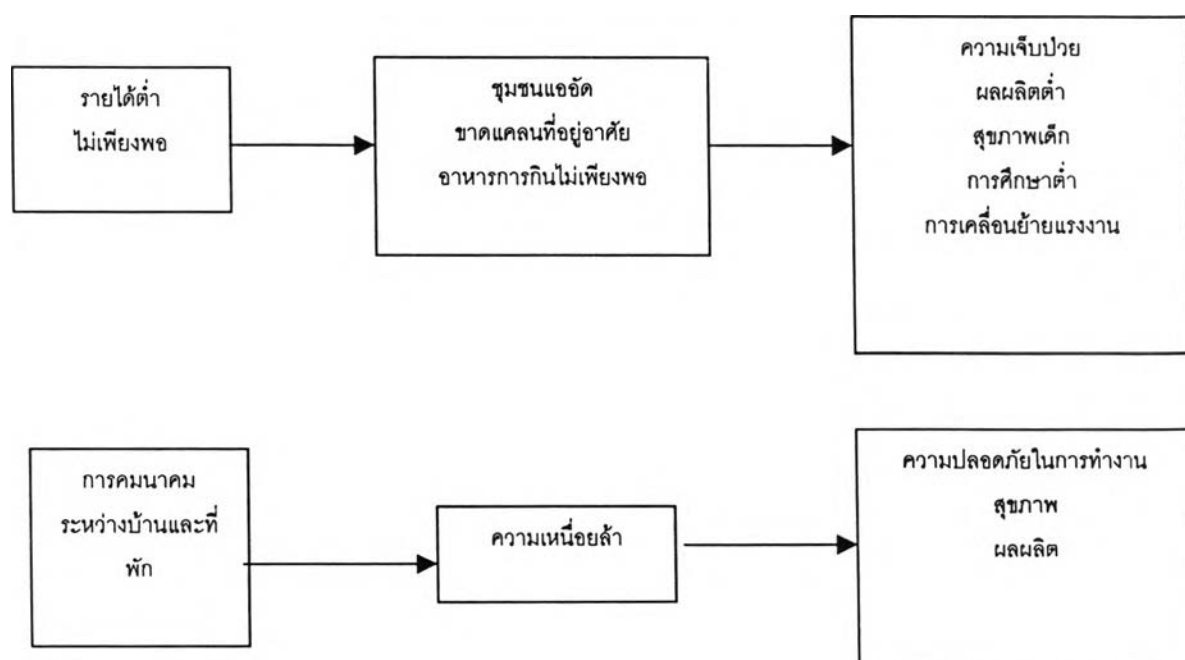 รายได้ต่ำ
ไม่เพียงพอ
ชุมชนแออัด
ขาดแคลนที่อยู่อาศัย
อาหารการกินไม่เพียงพอ
ความเจ็บป่วย
ผลผลิตต่ำ
สุขภาพเด็ก
การศึกษาต่ำ
การเคลื่อนย้ายแรงงาน
การคมนาคม
ระหว่างบ้านและที่
พัก
ความเหนื่อยล้า
ความปลอดภัยในการทำงาน
สุขภาพ
ผลผลิต